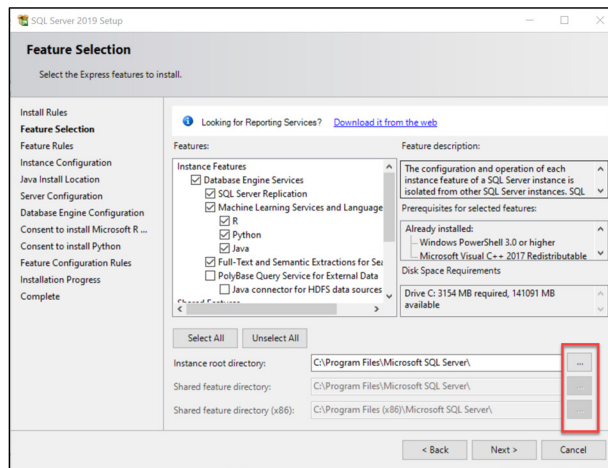 SQL Server 2019 Setup
Feature Selection
Select the Express features to install.
Install Rules
Feature Selection
Feature Rules
Instance Configuration
Java Install Location
Server Configuration
Database Engine Configuration
Consent to install Microsoft R ...
Consent to install Python
Feature Configuration Rules
Installation Progress
Complete
Looking for Reporting Services? Download it from the web
Features:
Instance Features
Database Engine Services
SQL Server Replication
Machine Learning Services and Language
R
Python
Java
Full-Text and Semantic Extractions for Sea
PolyBase Query Service for External Data
Java connector for HDFS data sources
Feature description:
The configuration and operation of each
instance feature of a SQL Server instance is
isolated from other SQL Server instances. SQL
Prerequisites for selected features:
Already installed:
Windows PowerShell 3.0 or higher
Microsoft Visual C++ 2017 Redistributable
Disk Space Requirements
Drive C: 3154 MB required, 141091 MB
available
Select All
Unselect All
Instance root directory: C:\Program Files\Microsoft SQL Server\ ...
Shared feature directory: C:\Program Files\Microsoft SQL Server\ ...
Shared feature directory (x86): C:\Program Files (x86)\Microsoft SQL Server\ ...
< Back
Next >
Cancel